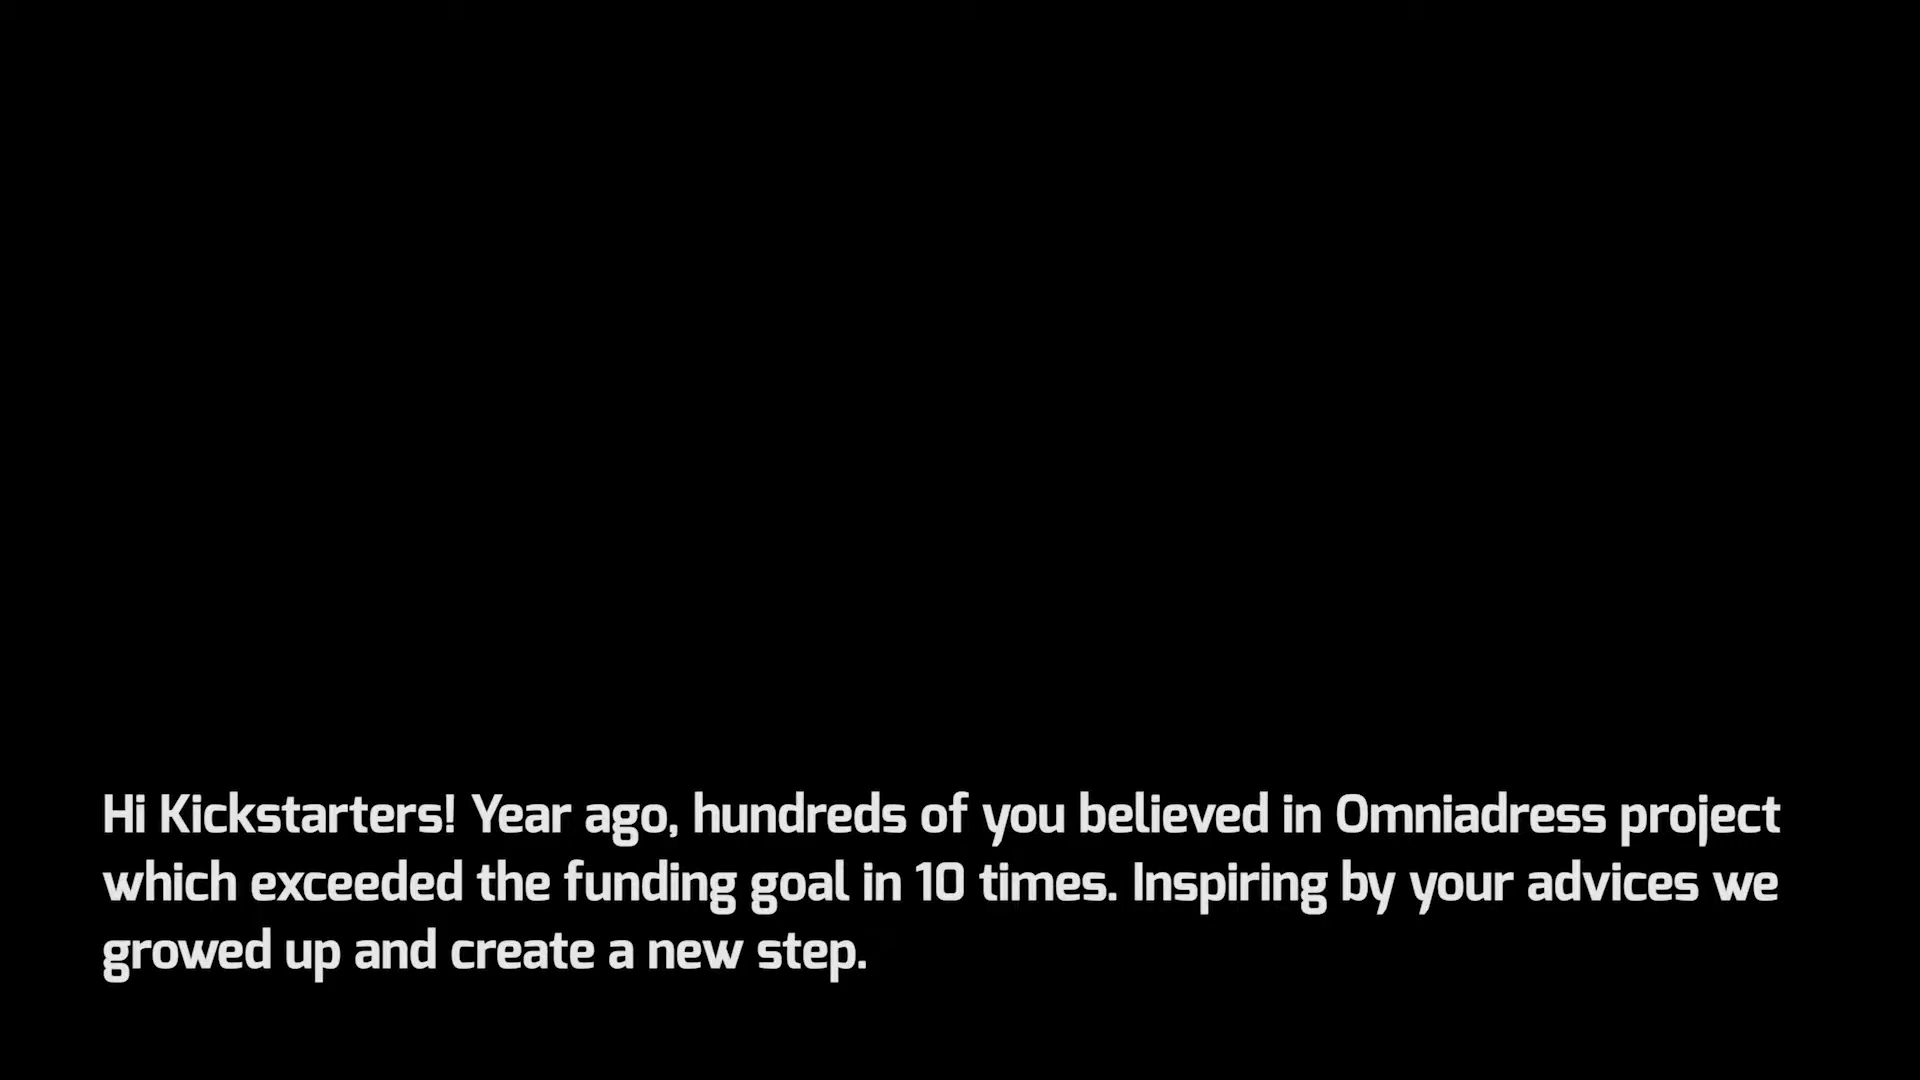 Hi Kickstarters! Year ago, hundreds of you believed in Omniadress project
which exceeded the funding goal in 10 times. Inspiring by your advices we
growed up and create a new step.